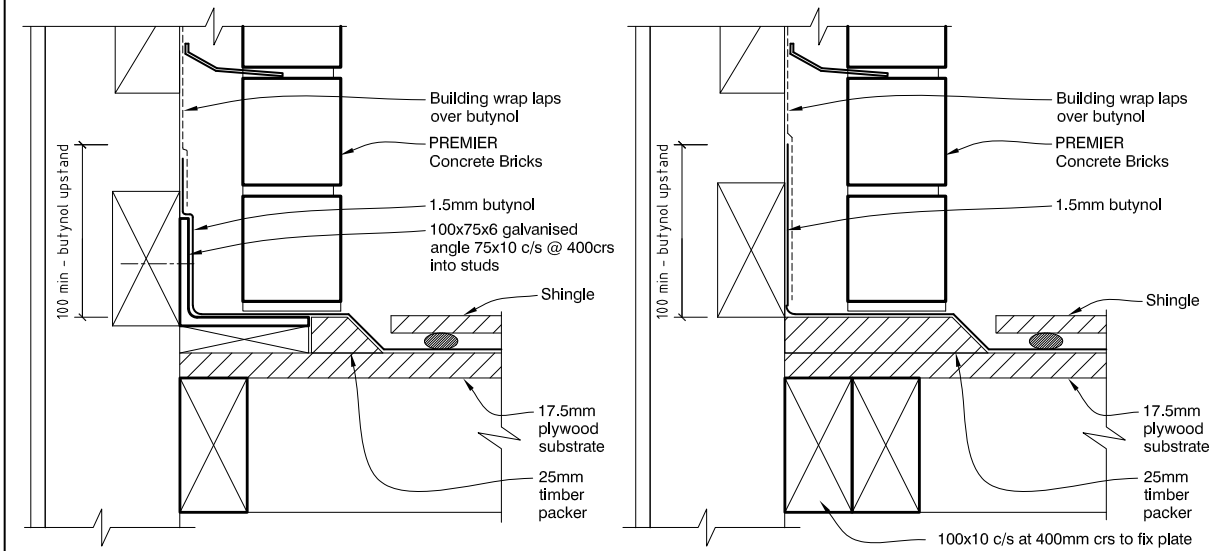 Building wrap laps
over butynol
PREMIER
Concrete Bricks
100 min - butynol upstand
1.5mm butynol
100x75x6 galvanised
angle 75x10 c/s @ 400crs
into studs
Shingle
17.5mm
plywood
substrate
25mm
timber
packer
Building wrap laps
over butynol
PREMIER
Concrete Bricks
100 min - butynol upstand
1.5mm butynol
Shingle
17.5mm
plywood
substrate
25mm
timber
packer
100x10 c/s at 400mm crs to fix plate